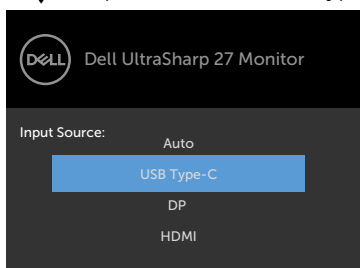 DELL
Dell UltraSharp 27 Monitor
Input Source:
Auto
USB Type-C
DP
HDMI